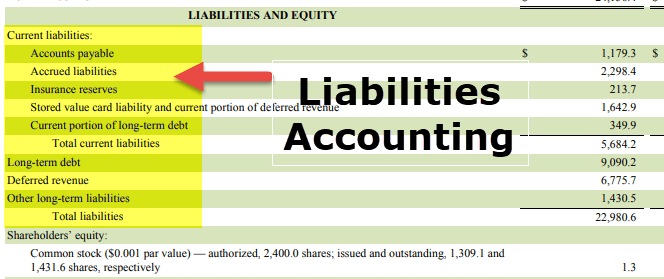 LIABILITIES AND EQUITY
Current liabilities:
Accounts payable $ 1,179.3 $
Accrued liabilities 2,298.4
Insurance reserves 213.7
Stored value card liability and current portion of deferred revenue 1,642.9
Current portion of long-term debt 349.9
Total current liabilities 5,684.2
Long-term debt 9,090.2
Deferred revenue 6,775.7
Other long-term liabilities 1,430.5
Total liabilities 22,980.6
Shareholders' equity:
Common stock ($0.001 par value) — authorized, 2,400.0 shares; issued and outstanding, 1,309.1 and
1,431.6 shares, respectively 1.3
Liabilities
Accounting